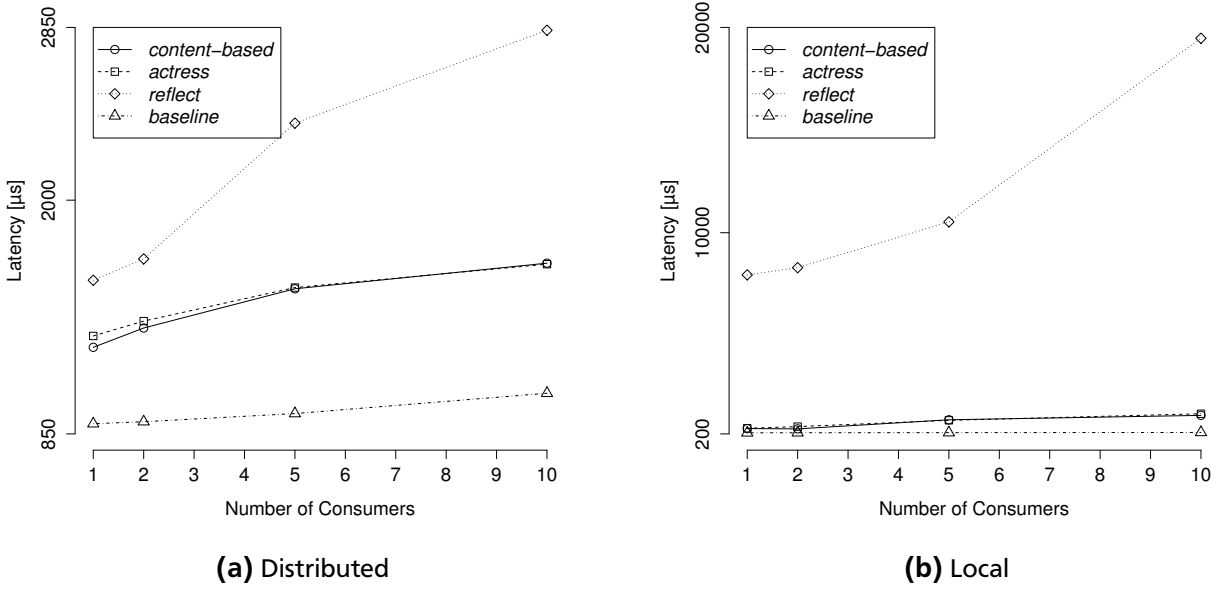 2850
2000
850
Latency [µs]
content−based
actress
reflect
baseline
1 2 3 4 5 6 7 8 9 10
Number of Consumers
(a) Distributed
20000
10000
200
Latency [µs]
content−based
actress
reflect
baseline
1 2 3 4 5 6 7 8 9 10
Number of Consumers
(b) Local